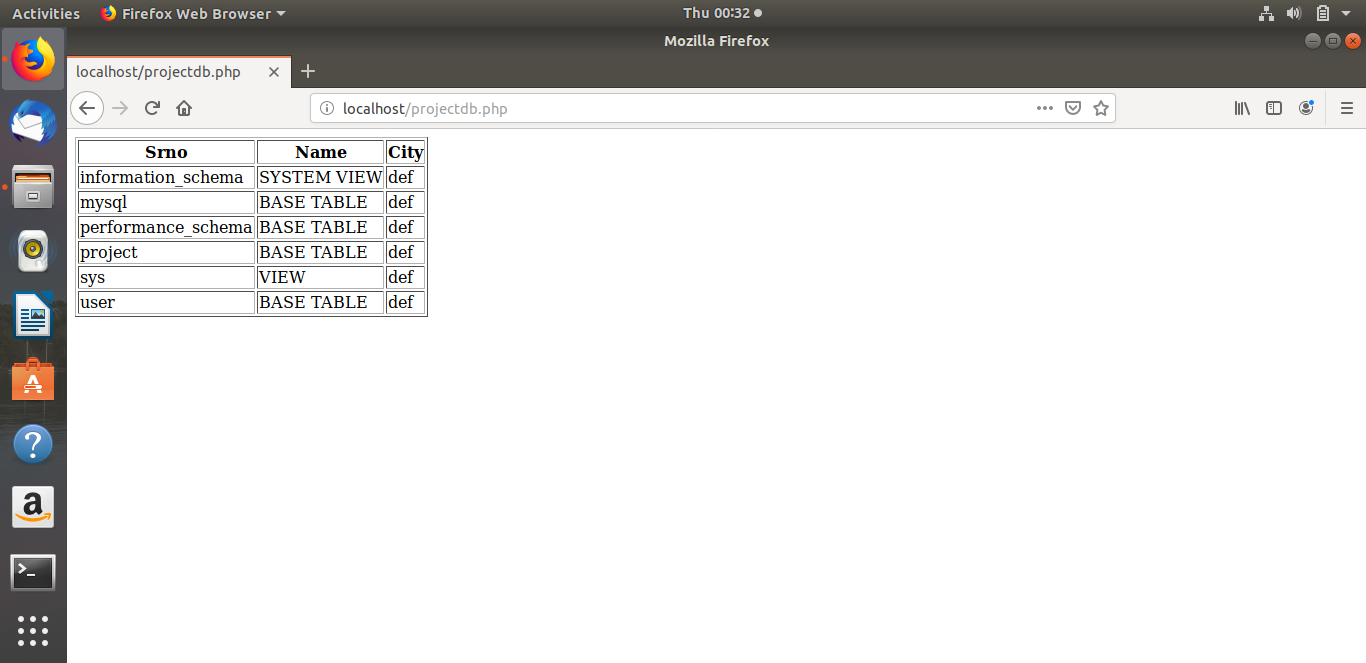 Activities Firefox Web Browser Thu 00:32
Mozilla Firefox
localhost/projectdb.php
localhost/projectdb.php
Srno Name City
information_schema SYSTEM VIEW def
mysql BASE TABLE def
performance_schema BASE TABLE def
project BASE TABLE def
sys VIEW def
user BASE TABLE def